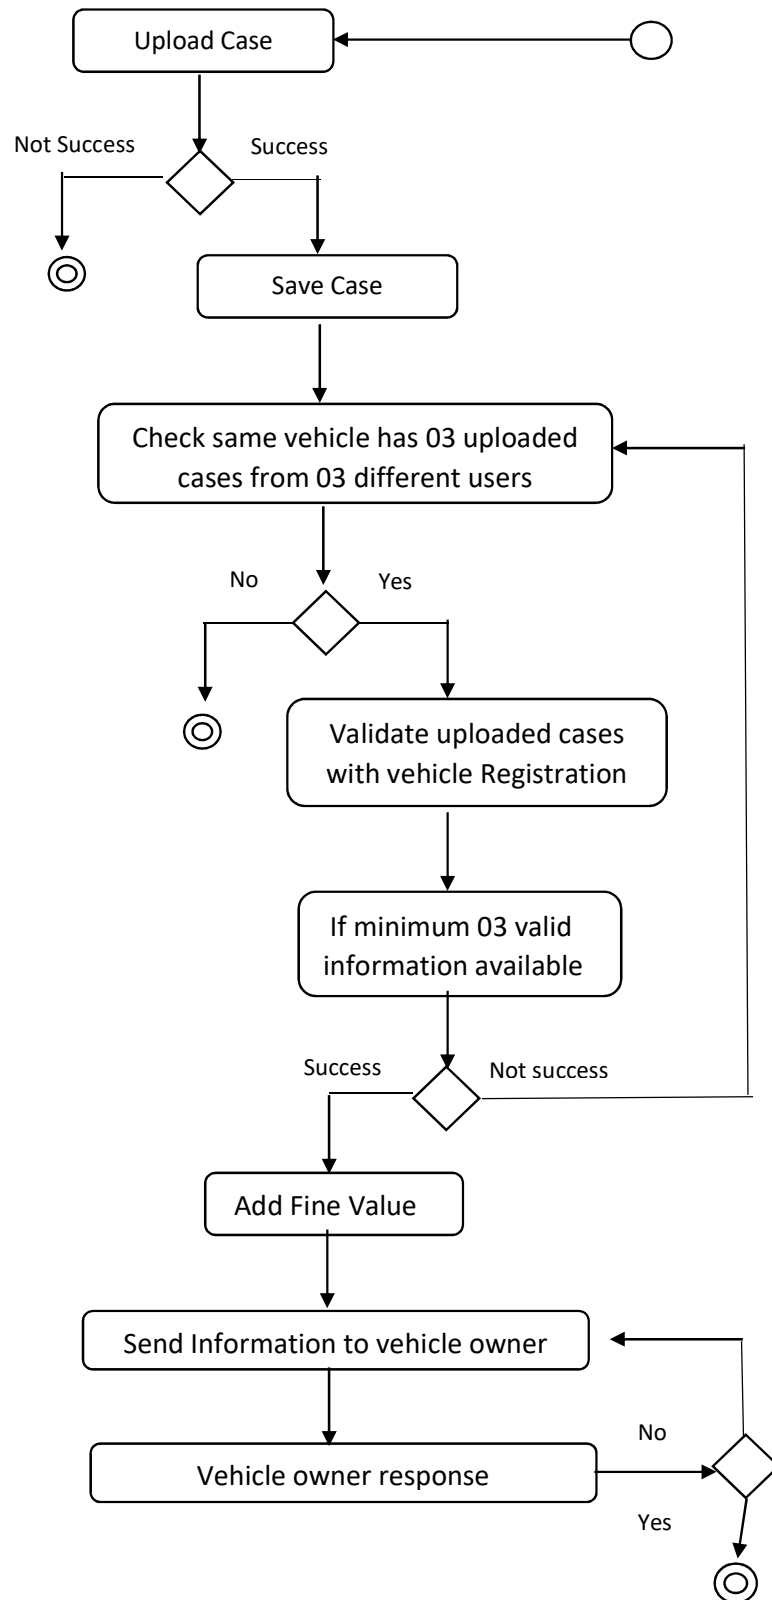 Upload Case
Not Success
Success
Save Case
Check same vehicle has 03 uploaded
cases from 03 different users
No
Yes
Validate uploaded cases
with vehicle Registration
If minimum 03 valid
information available
Success
Not success
Add Fine Value
Send Information to vehicle owner
No
Vehicle owner response
Yes